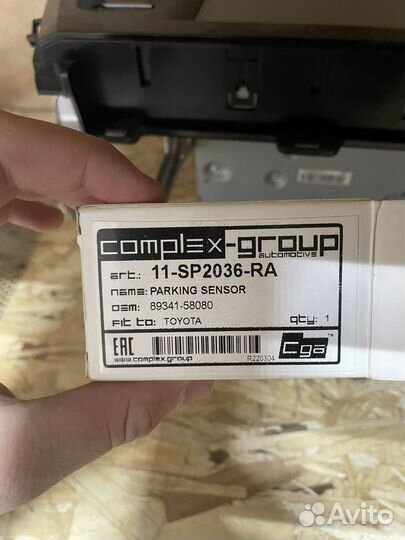 complex-group
automotive
art.: 11-SP2036-RA
name: PARKING SENSOR
oem: 89341-58080
Fit to: TOYOTA qty: 1
EAC
www.complex.group R220304
Cga ™
Avito